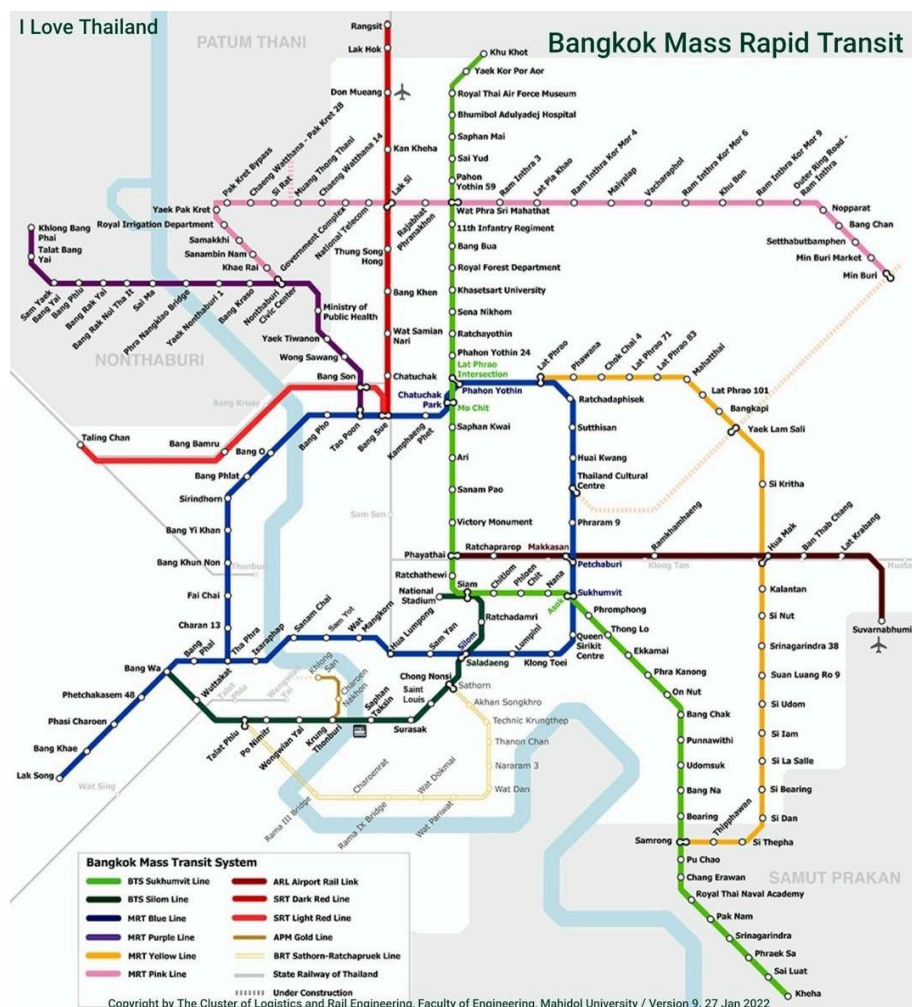 I Love Thailand
Bangkok Mass Rapid Transit
PATUM THANI
Rangsit
Lak Hok
Don Mueang
Kan Kheha
Lak Si
Thung Song
Hong
Bang Khen
Wat Samian
Nari
Chatuchak
Bang Sue
Khu Khot
Yaek Kor Por Aor
Royal Thai Air Force Museum
Bhumibol Adulyadej Hospital
Saphan Mai
Sai Yud
Pahon
Yothin 59
Wat Phra Sri Mahathat
11th Infantry Regiment
Bang Bua
Royal Forest Department
Khasetsart University
Sena Nikhom
Ratchayothin
Phahon Yothin 24
Lat Phrao
Intersection
Phahon Yothin
Chatuchak
Park
Mo Chit
Saphan Kwai
Ari
Sanam Pao
Victory Monument
Phayathai
Ratchathewi
Siam
National
Stadium
Pak Kret Bypass
Chaeng Watthana - Pak Kret 28
Si Rat
Muang Thong Thani
Chaeng Watthana 14
Government Complex
National Telecom
Rajabhat
Phranakhon
Ram Inthra 3
Lat Pla Khao
Ram Inthra Kor Mor 4
Maiyalap
Vacharaphol
Ram Inthra Kor Mor 6
Khu Bon
Ram Inthra Kor Mor 9
Outer Ring Road -
Ram Inthra
Nopparat
Bang Chan
Setthabutbamphen
Min Buri Market
Min Buri
Yaek Pak Kret
Royal Irrigation Department
Samakkhi
Sanambin Nam
Khae Rai
Khlong Bang
Phai
Talat Bang
Yai
Sam Yaek
Bang Yai
Bang Phlu
Bang Rak Yai
Bang Rak Noi Tha It
Sai Ma
Phra Nangklao Bridge
Yaek Nonthaburi 1
Bang Kraso
Nonthaburi
Civic Center
Ministry of
Public Health
Yaek Tiwanon
Wong Sawang
Bang Son
Tao Poon
NONTHABURI
Bang Kruay
Taling Chan
Bang Bamru
Bang O
Bang Pho
Kamphaeng
Phet
Bang Phlat
Sirindhorn
Bang Yi Khan
Bang Khun Non
Fai Chai
Charan 13
Thonburi
Sam Sen
Lat Phrao
Phawana
Chok Chai 4
Lat Phrao 71
Lat Phrao 83
Mahatthai
Lat Phrao 101
Bangkapi
Yaek Lam Sali
Si Kritha
Ratchadaphisek
Sutthisan
Huai Kwang
Thailand Cultural
Centre
Phraram 9
Ratchaprarop
Makkasan
Petchaburi
Ramkhamhaeng
Klong Tan
Hua Mak
Ban Thab Chang
Lat Krabang
Suvarnabhumi
Chitlom
Phloen
Chit
Nana
Asok
Sukhumvit
Phromphong
Thong Lo
Ekkamai
Phra Kanong
On Nut
Bang Chak
Punnawithi
Udomsuk
Bang Na
Bearing
Samrong
Pu Chao
Chang Erawan
Royal Thai Naval Academy
Pak Nam
Srinagarindra
Phraek Sa
Sai Luat
Kheha
Kalantan
Si Nut
Srinagarindra 38
Suan Luang Ro 9
Si Udom
Si Iam
Si La Salle
Si Bearing
Si Dan
Si Thepha
Thipphawan
SAMUT PRAKAN
Ratchadamri
Silom
Saladaeng
Lumpini
Klong Toei
Queen
Sirikit
Centre
Hua Lumpong
Sam Yan
Sanam Chai
Sam Yot
Wat
Mangkorn
Isaraphap
Tha Phra
Bang
Phai
Bang Wa
Phetchakasem 48
Phasi Charoen
Bang Khae
Lak Song
Wat Sing
Wuttakat
Talat
Phlu
Wongwian
Yai
Khlong
San
Charoen
Nakhon
Talat Phlu
Po Nimitr
Wongwian Yai
Krung
Thonburi
Saphan
Taksin
Surasak
Saint
Louis
Chong Nonsi
Sathorn
Akhan Songkhro
Technic Krungthep
Thanon Chan
Nararam 3
Wat Dan
Wat Pariwat
Wat Dokmai
Rama IX Bridge
Charoenrat
Rama III Bridge
Bangkok Mass Transit System
BTS Sukhumvit Line
BTS Silom Line
MRT Blue Line
MRT Purple Line
MRT Yellow Line
MRT Pink Line
ARL Airport Rail Link
SRT Dark Red Line
SRT Light Red Line
APM Gold Line
BRT Sathorn-Ratchapruek Line
State Railway of Thailand
Under Construction
Copyright by The Cluster of Logistics and Rail Engineering, Faculty of Engineering, Mahidol University / Version 9, 27 Jan 2022